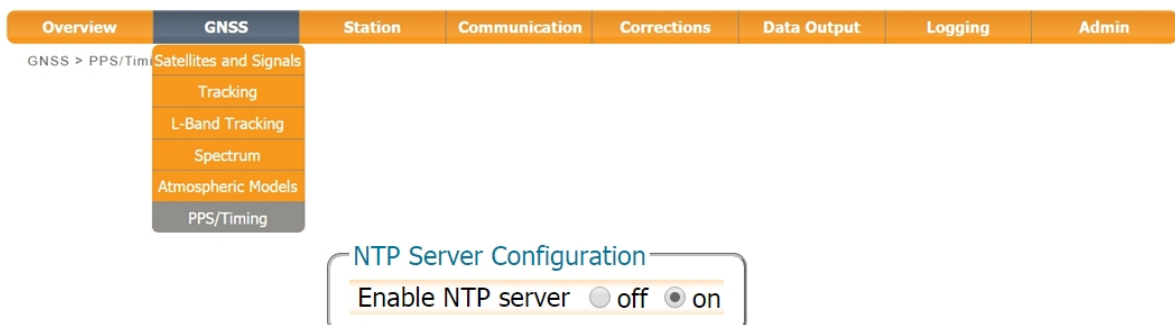 Overview GNSS Station Communication Corrections Data Output Logging Admin
GNSS > PPS/Timi
Satellites and Signals
Tracking
L-Band Tracking
Spectrum
Atmospheric Models
PPS/Timing
NTP Server Configuration
Enable NTP server off on